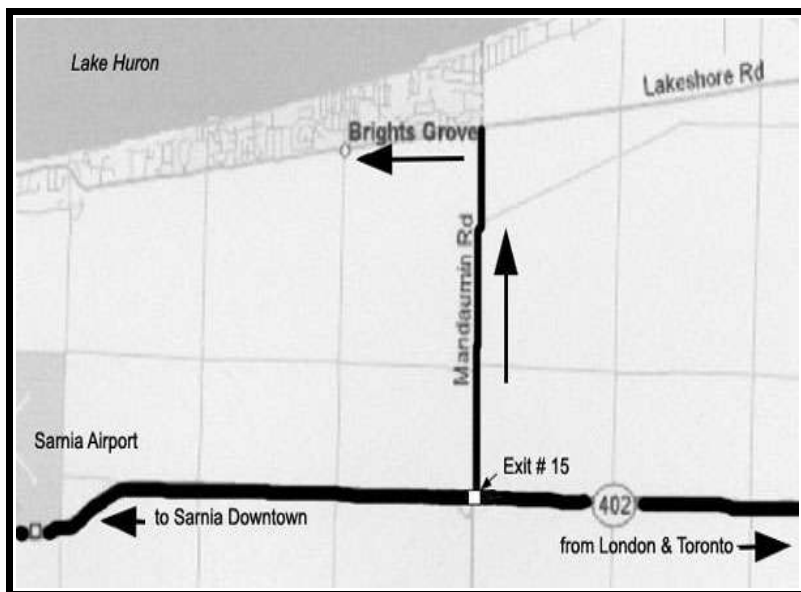 Lake Huron
Lakeshore Rd
Brights Grove
Mandaumin Rd
Sarnia Airport
Exit # 15
402
to Sarnia Downtown
from London & Toronto